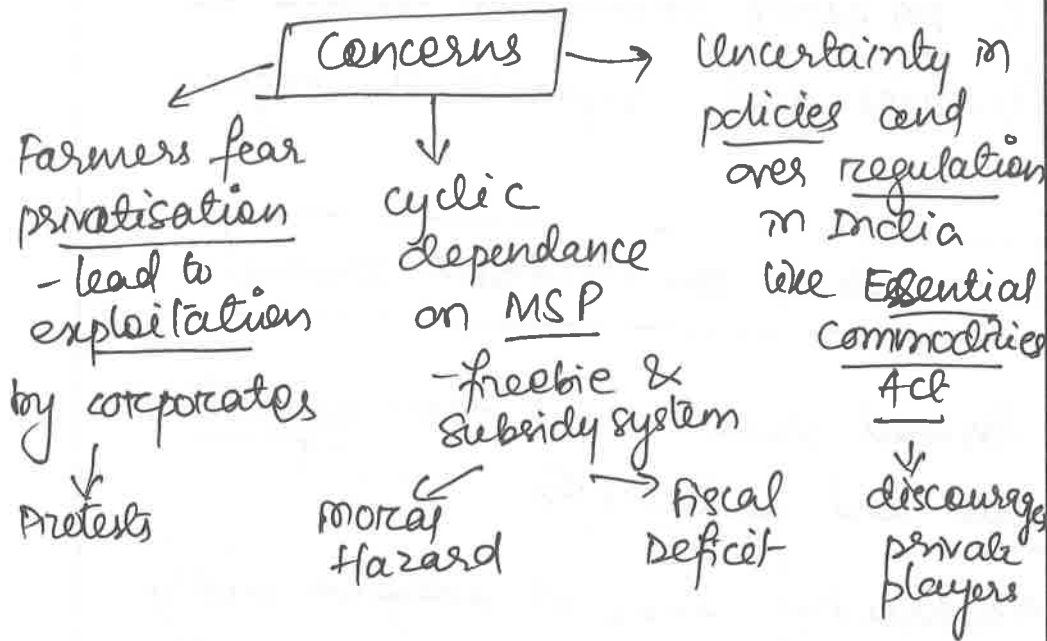 Concerns
Farmers fear
privatisation
- lead to
exploitation
by corporates
Protests
cyclic
dependance
on MSP
- freebie &
subsidy system
Moral
Hazard
Fiscal
Deficit
Uncertainty in
policies and
over regulation
in India
like Essential
Commodities
Act
discourages
private
players